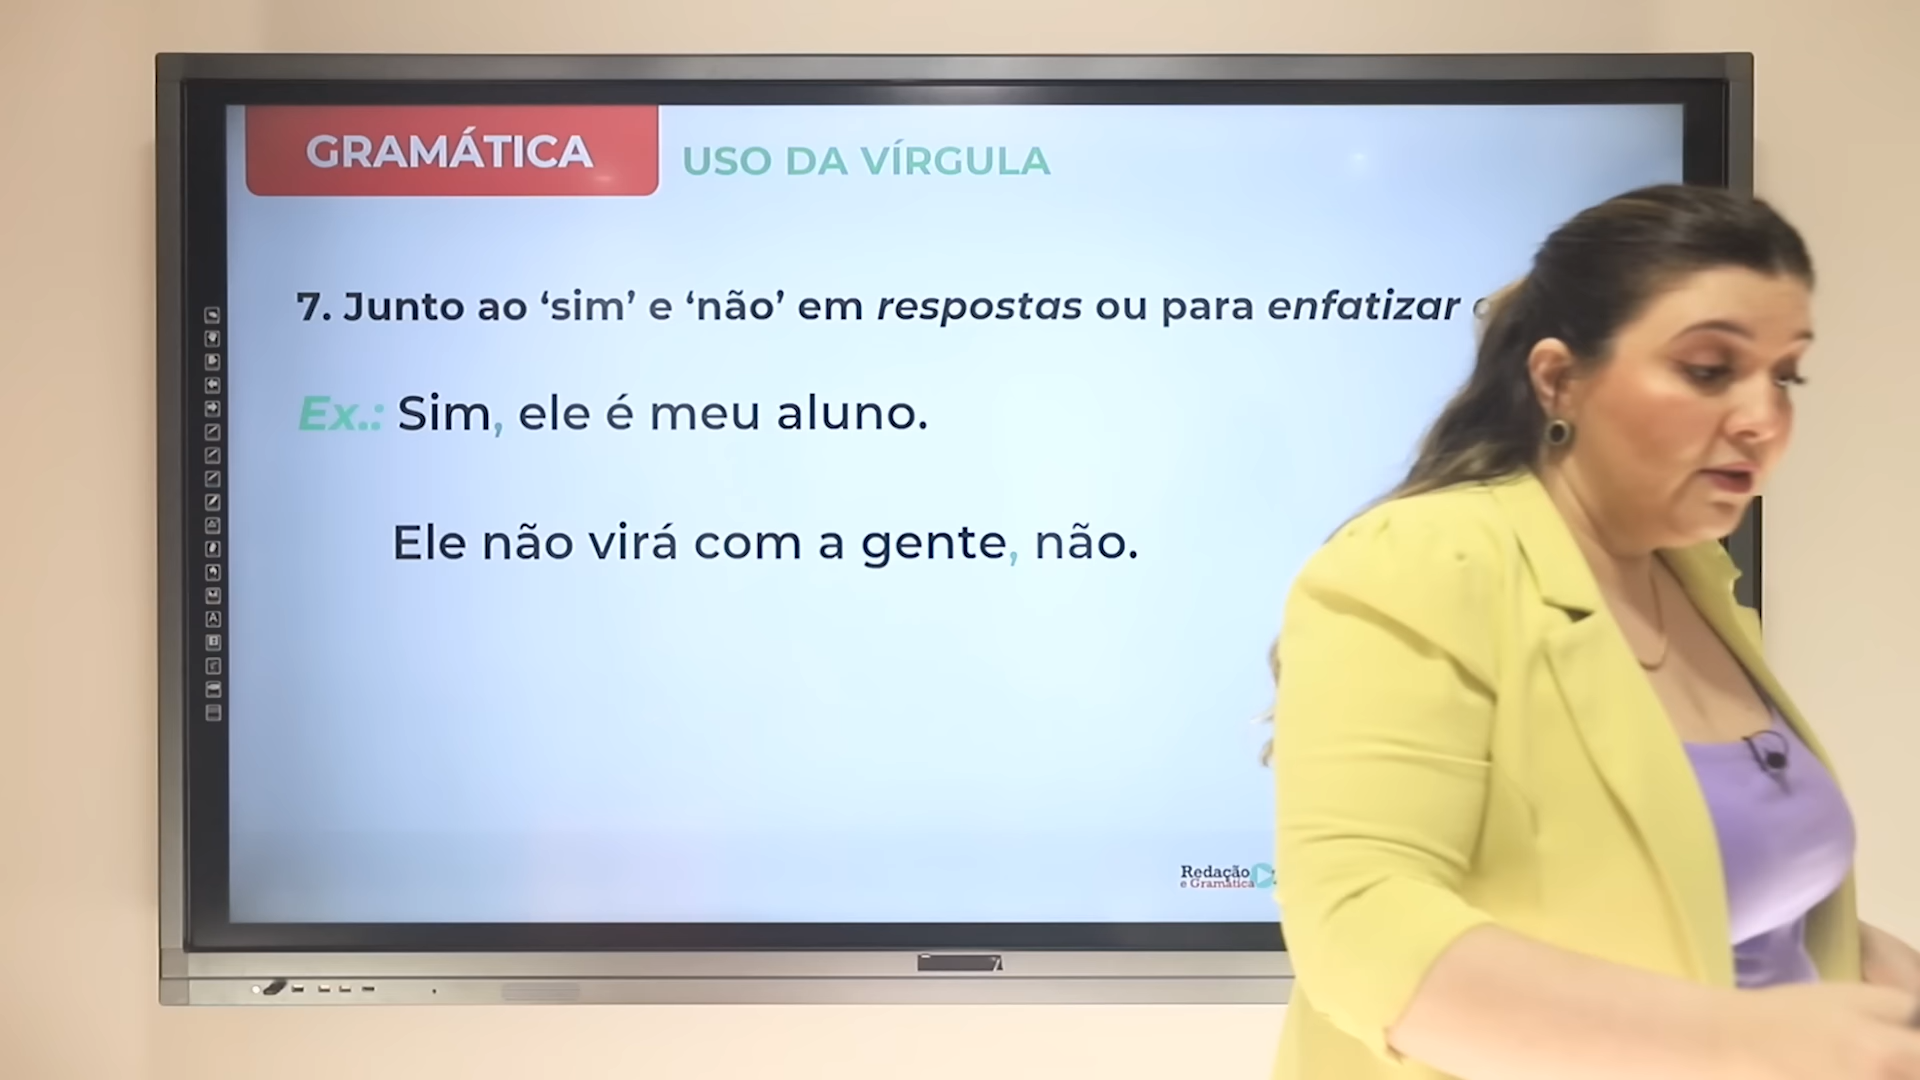 GRAMÁTICA
USO DA VÍRGULA
7. Junto ao ‘sim’ e ‘não’ em respostas ou para enfatizar
Ex.: Sim, ele é meu aluno.
Ele não virá com a gente, não.
Redação
e Gramática